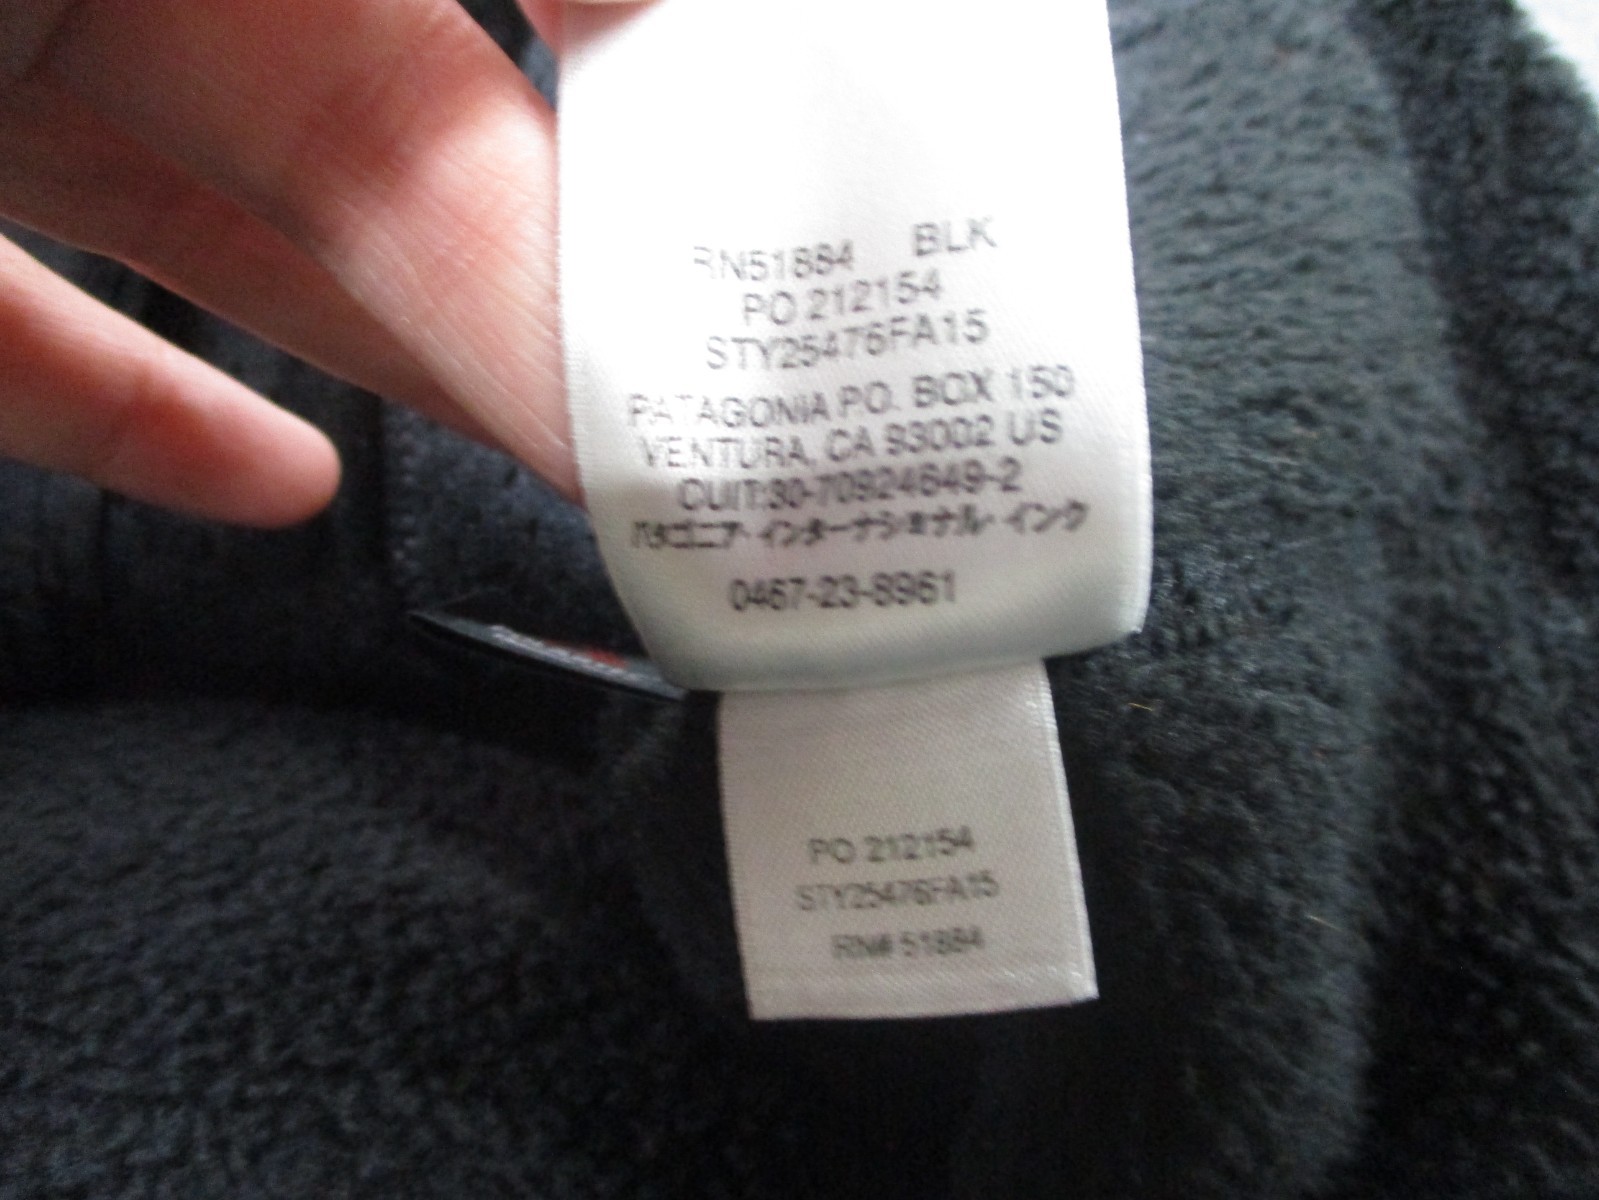 RN51884 BLK
PO 212154
STY25476FA15
PATAGONIA P.O. BOX 150
VENTURA, CA 93002 US
CUIT:30-70924649-2
パタゴニア・インターナショナル・インク
0467-23-8961
PO 212154
STY25476FA15
RN# 51884